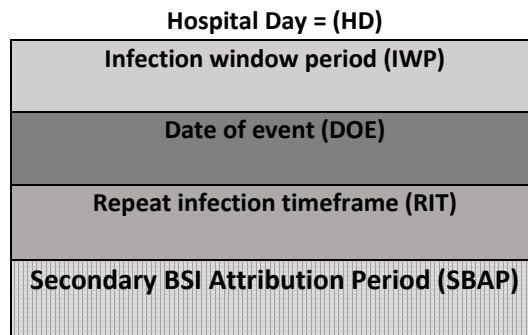 Hospital Day = (HD)
Infection window period (IWP)
Date of event (DOE)
Repeat infection timeframe (RIT)
Secondary BSI Attribution Period (SBAP)